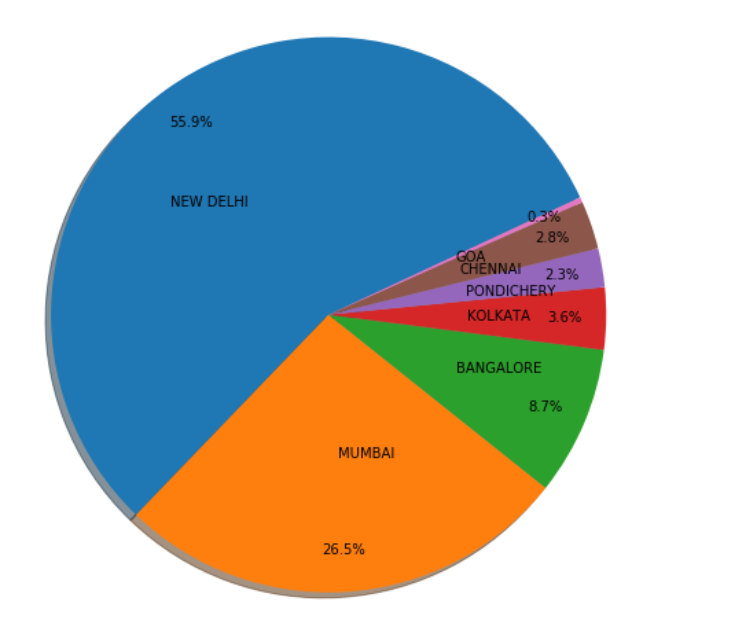 55.9%
NEW DELHI
0.3%
2.8%
GOA
CHENNAI
2.3%
PONDICHERY
KOLKATA 3.6%
BANGALORE
8.7%
MUMBAI
26.5%